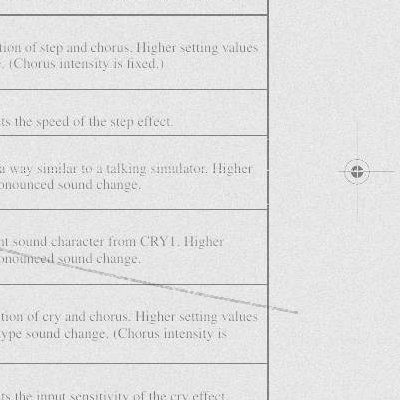 tion of step and chorus. Higher setting values
. (Chorus intensity is fixed.)
ts the speed of the step effect.
a way similar to a talking simulator. Higher
onounced sound change.
nt sound character from CRY1. Higher
onounced sound change.
tion of cry and chorus. Higher setting values
type sound change. (Chorus intensity is
ts the input sensitivity of the cry effect.